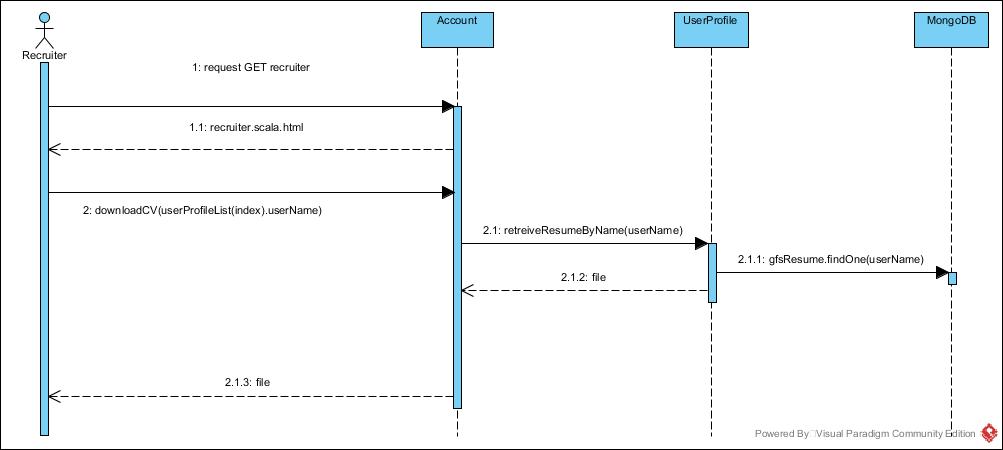 Account
UserProfile
MongoDB
Recruiter
1: request GET recruiter
1.1: recruiter.scala.html
2: downloadCV(userProfileList(index).userName)
2.1: retreiveResumeByName(userName)
2.1.1: gfsResume.findOne(userName)
2.1.2: file
2.1.3: file
Powered By Visual Paradigm Community Edition